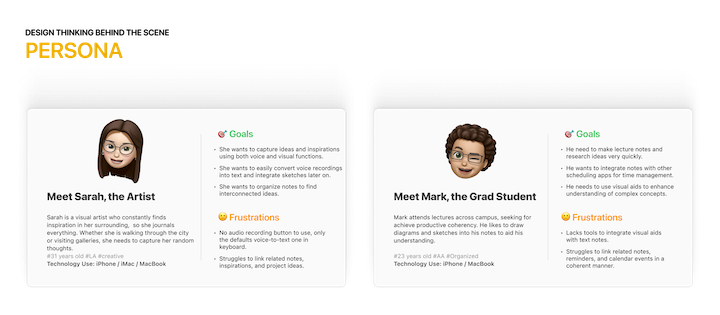 DESIGN THINKING BEHIND THE SCENE
PERSONA
Meet Sarah, the Artist
Sarah is a visual artist who constantly finds
inspiration in her surrounding, so she journals
everything. Whether she is walking through the city
or visiting galleries, she needs to capture her random
thoughts.
#31 years old #LA #creative
Technology Use: iPhone / iMac / MacBook
Goals
• She wants to capture ideas and inspirations
using both voice and visual functions.
• She wants to easily convert voice recordings
into text and integrate sketches later on.
• She wants to organize notes to find
interconnected ideas.
Frustrations
• No audio recording button to use, only
the defaults voice-to-text one in
keyboard.
• Struggles to link related notes,
inspirations, and project ideas.
Meet Mark, the Grad Student
Mark attends lectures across campus, seeking for
achieve productive coherency. He likes to draw
diagrams and sketches into his notes to aid his
understanding.
#23 years old #AA #Organized
Technology Use: iPhone / MacBook
Goals
• He need to make lecture notes and
research ideas very quickly.
• He wants to integrate notes with other
scheduling apps for time management.
• He needs to use visual aids to enhance
understanding of complex concepts.
Frustrations
• Lacks tools to integrate visual aids
with text notes.
• Struggles to link related notes,
reminders, and calendar events in a
coherent manner.